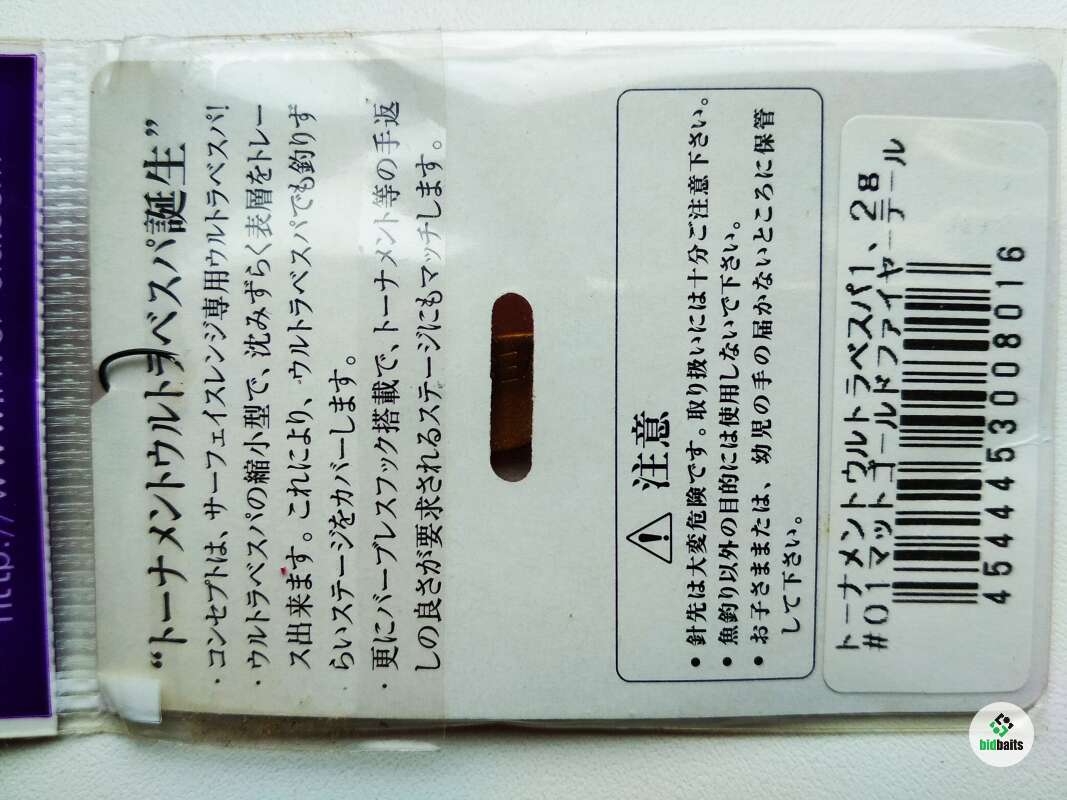 “トーナメントウルトラベスパ誕生”
・コンセプトは、サーフェイスレンジ専用ウルトラベスパ!
・ウルトラベスパの縮小型で、沈みずらく表層をトレー
ス出来ます。これにより、ウルトラベスパでも釣りず
らいステージをカバーします。
・更にバーブレスフック搭載で、トーナメント等の手返
しの良さが要求されるステージにもマッチします。
注意
●針先は大変危険です。取り扱いには十分ご注意下さい。
●魚釣り以外の目的には使用しないで下さい。
●お子さままたは、幼児の手の届かないところに保管
して下さい。
トーナメントウルトラベスパ1、2g
#01マットゴールドファイヤーテール
4544453008016
bidbaits